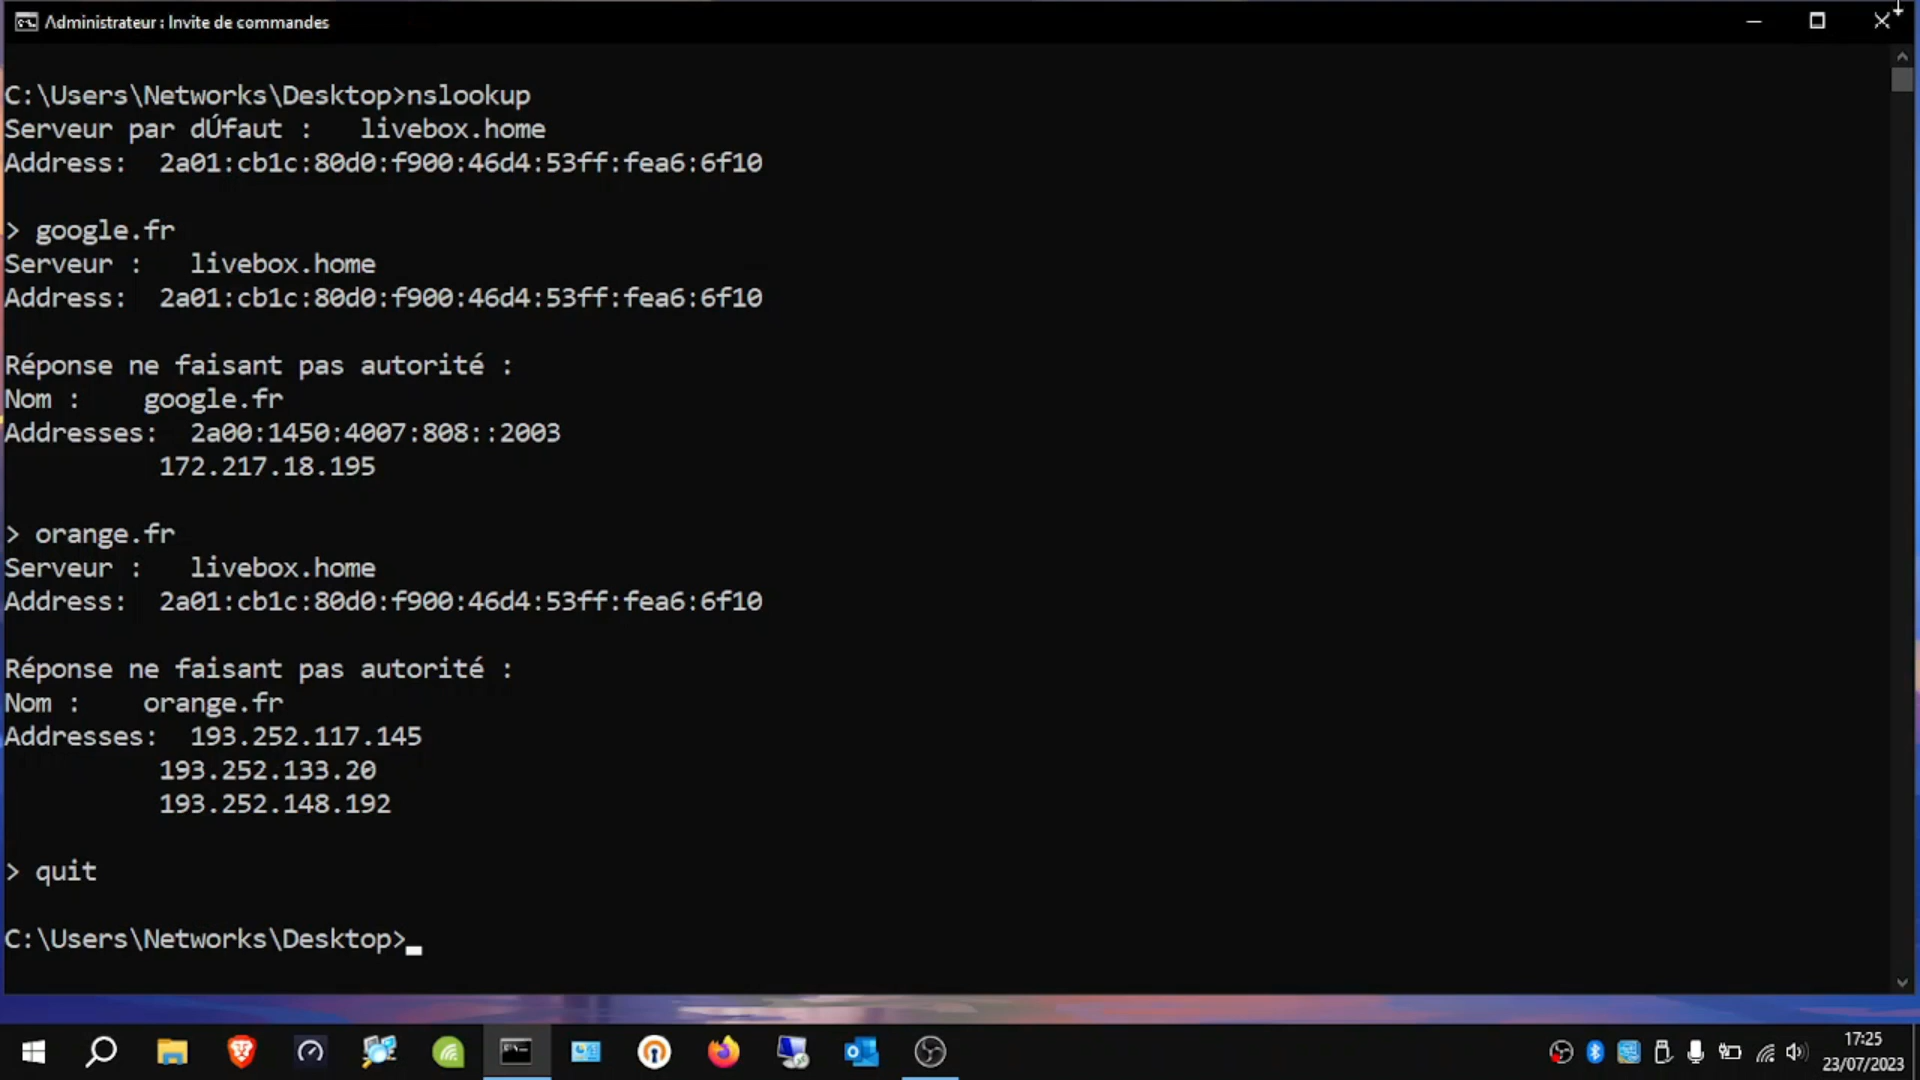 Administrateur : Invite de commandes
C:\Users\Networks\Desktop>nslookup
Serveur par dÚfaut :   livebox.home
Address:  2a01:cb1c:80d0:f900:46d4:53ff:fea6:6f10
> google.fr
Serveur :   livebox.home
Address:  2a01:cb1c:80d0:f900:46d4:53ff:fea6:6f10
Réponse ne faisant pas autorité :
Nom :    google.fr
Addresses:  2a00:1450:4007:808::2003
172.217.18.195
> orange.fr
Serveur :   livebox.home
Address:  2a01:cb1c:80d0:f900:46d4:53ff:fea6:6f10
Réponse ne faisant pas autorité :
Nom :    orange.fr
Addresses:  193.252.117.145
193.252.133.20
193.252.148.192
> quit
C:\Users\Networks\Desktop>
17:25
23/07/2023